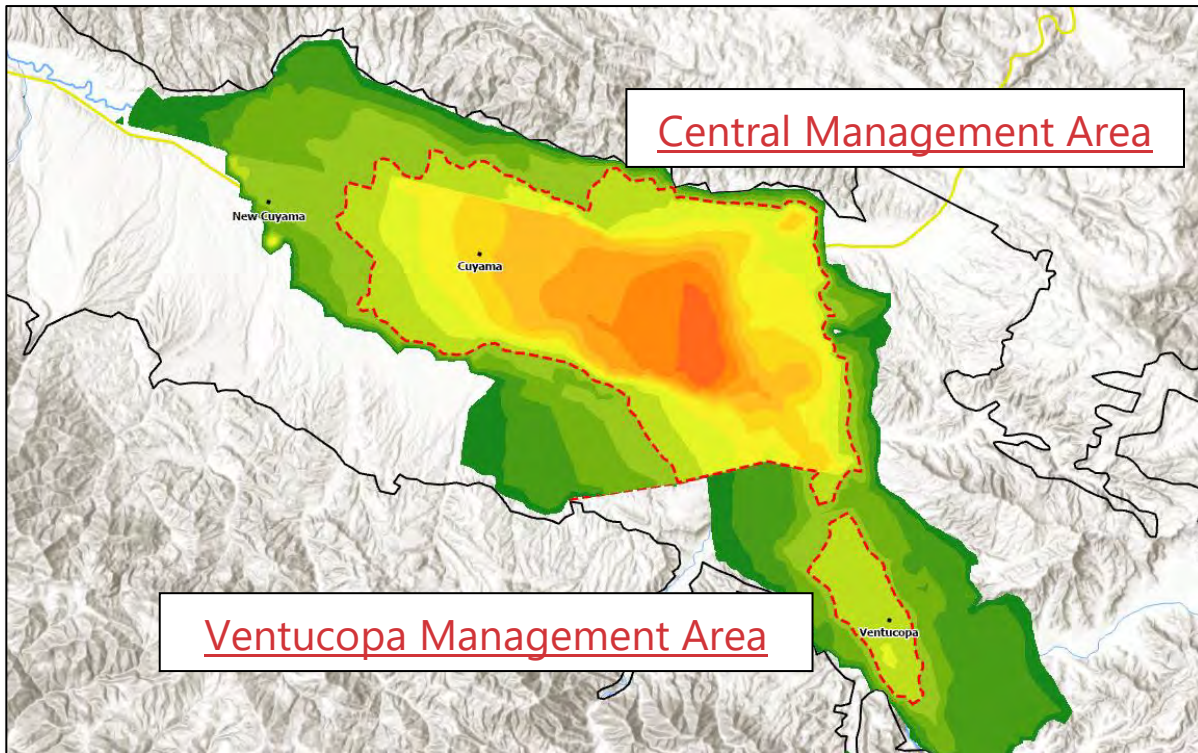 Central Management Area
New Cuyama
Cuyama
Ventucopa Management Area
Ventucopa